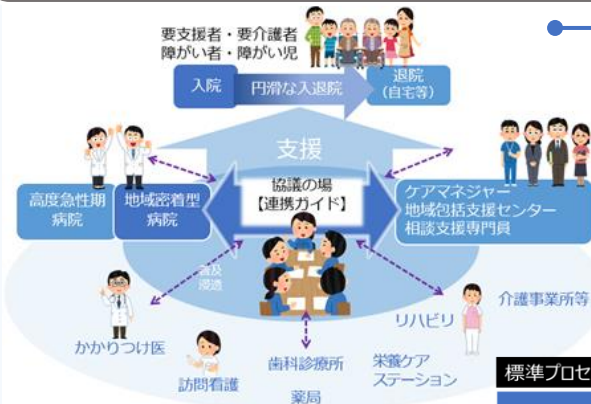 要支援者・要介護者
障がい者・障がい児
入院
円滑な入退院
退院
(自宅等)
支援
協議の場
【連携ガイド】
高度急性期
病院
地域密着型
病院
ケアマネジャー
地域包括支援センター
相談支援専門員
普及
浸透
かかりつけ医
訪問看護
歯科診療所
薬局
リハビリ
栄養ケア
ステーション
介護事業所等
標準プロセ